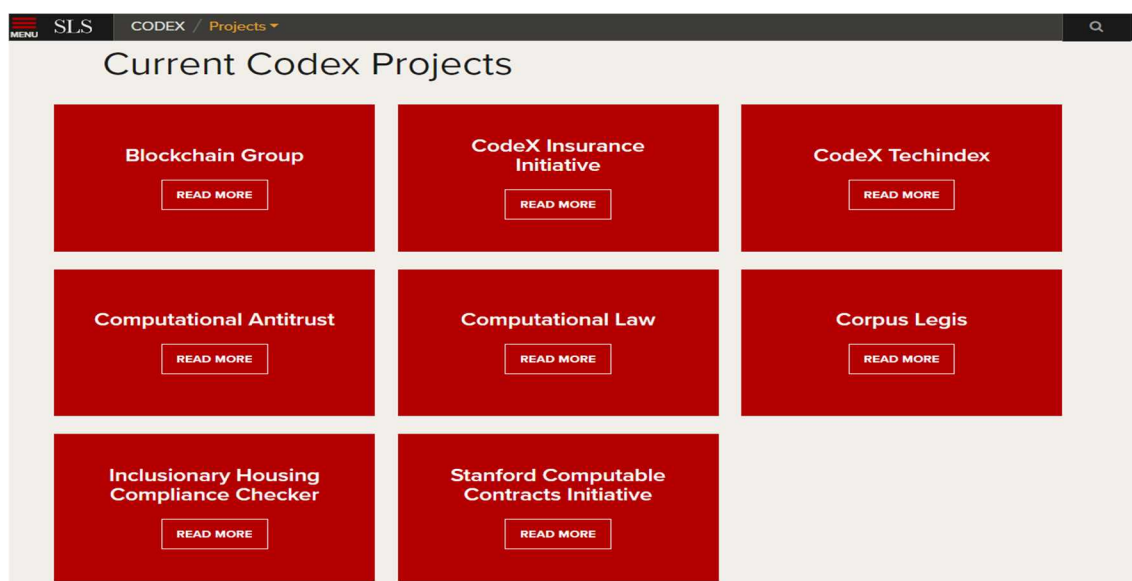 MENU SLS CODEX / Projects
Current Codex Projects
Blockchain Group
READ MORE
CodeX Insurance
Initiative
READ MORE
CodeX Techindex
READ MORE
Computational Antitrust
READ MORE
Computational Law
READ MORE
Corpus Legis
READ MORE
Inclusionary Housing
Compliance Checker
READ MORE
Stanford Computable
Contracts Initiative
READ MORE